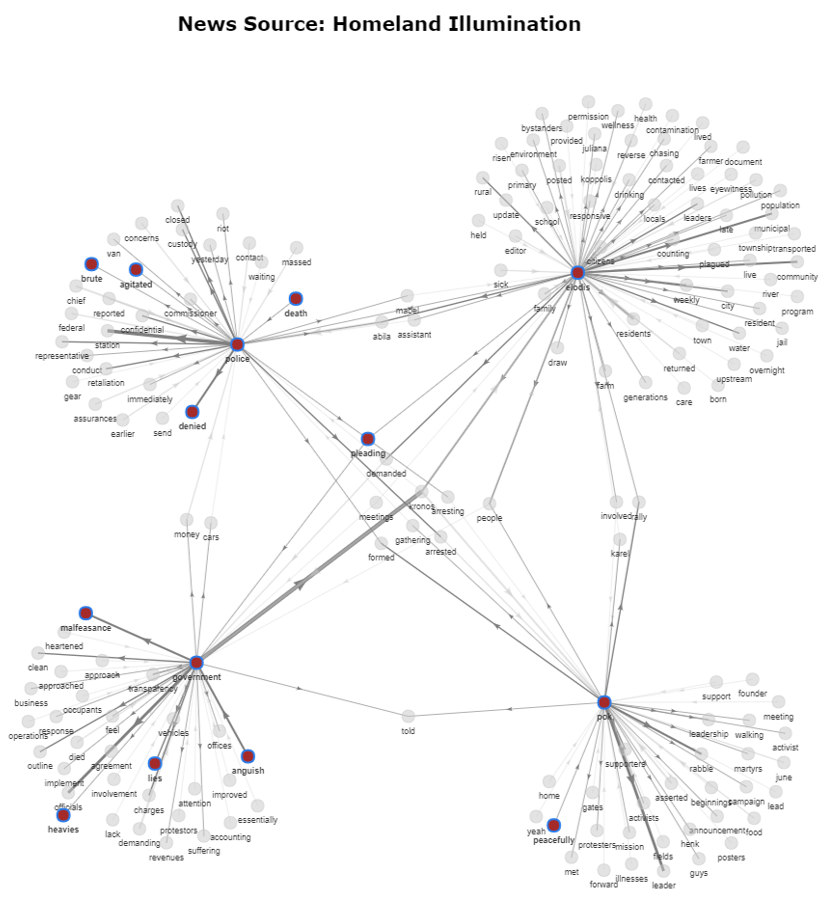 News Source: Homeland Illumination
permission
health
bystanders
wellness
contamination
provided
lived
juliana
risen
environment
reverse
chasing
farmer
document
posted
koppolis
contacted
primary
rural
drinking
lives
eyewitness
pollution
update
school
responsive
locals
leaders
population
closed
held
late
municipal
riot
custody
editor
concerns
citizens
counting
township
transported
van
yesterday
contact
massed
plagued
brute
agitated
waiting
sick
elodis
live
community
chief
reported
commissioner
death
mabel
family
weekly
city
river
program
federal
confidential
abila
assistant
residents
resident
station
town
water
jail
representative
police
draw
returned
overnight
conduct
retaliation
farm
upstream
gear
immediately
generations
care
born
assurances
earlier
send
denied
pleading
demanded
kronos
arresting
meetings
people
involved
rally
money
cars
gathering
arrested
formed
karel
malfeasance
heartened
clean
approach
government
approached
transparency
support
founder
business
occupants
pok
meeting
operations
response
feel
vehicles
told
leadership
walking
activist
offices
died
outline
agreement
lies
anguish
supporters
rabble
martyrs
june
implement
involvement
improved
home
asserted
officials
charges
attention
gates
beginnings
campaign
lead
heavies
essentially
yeah
activists
lack
demanding
protestors
accounting
peacefully
announcement
food
revenues
suffering
protesters
mission
henk
fields
posters
met
forward
illnesses
leader
guys